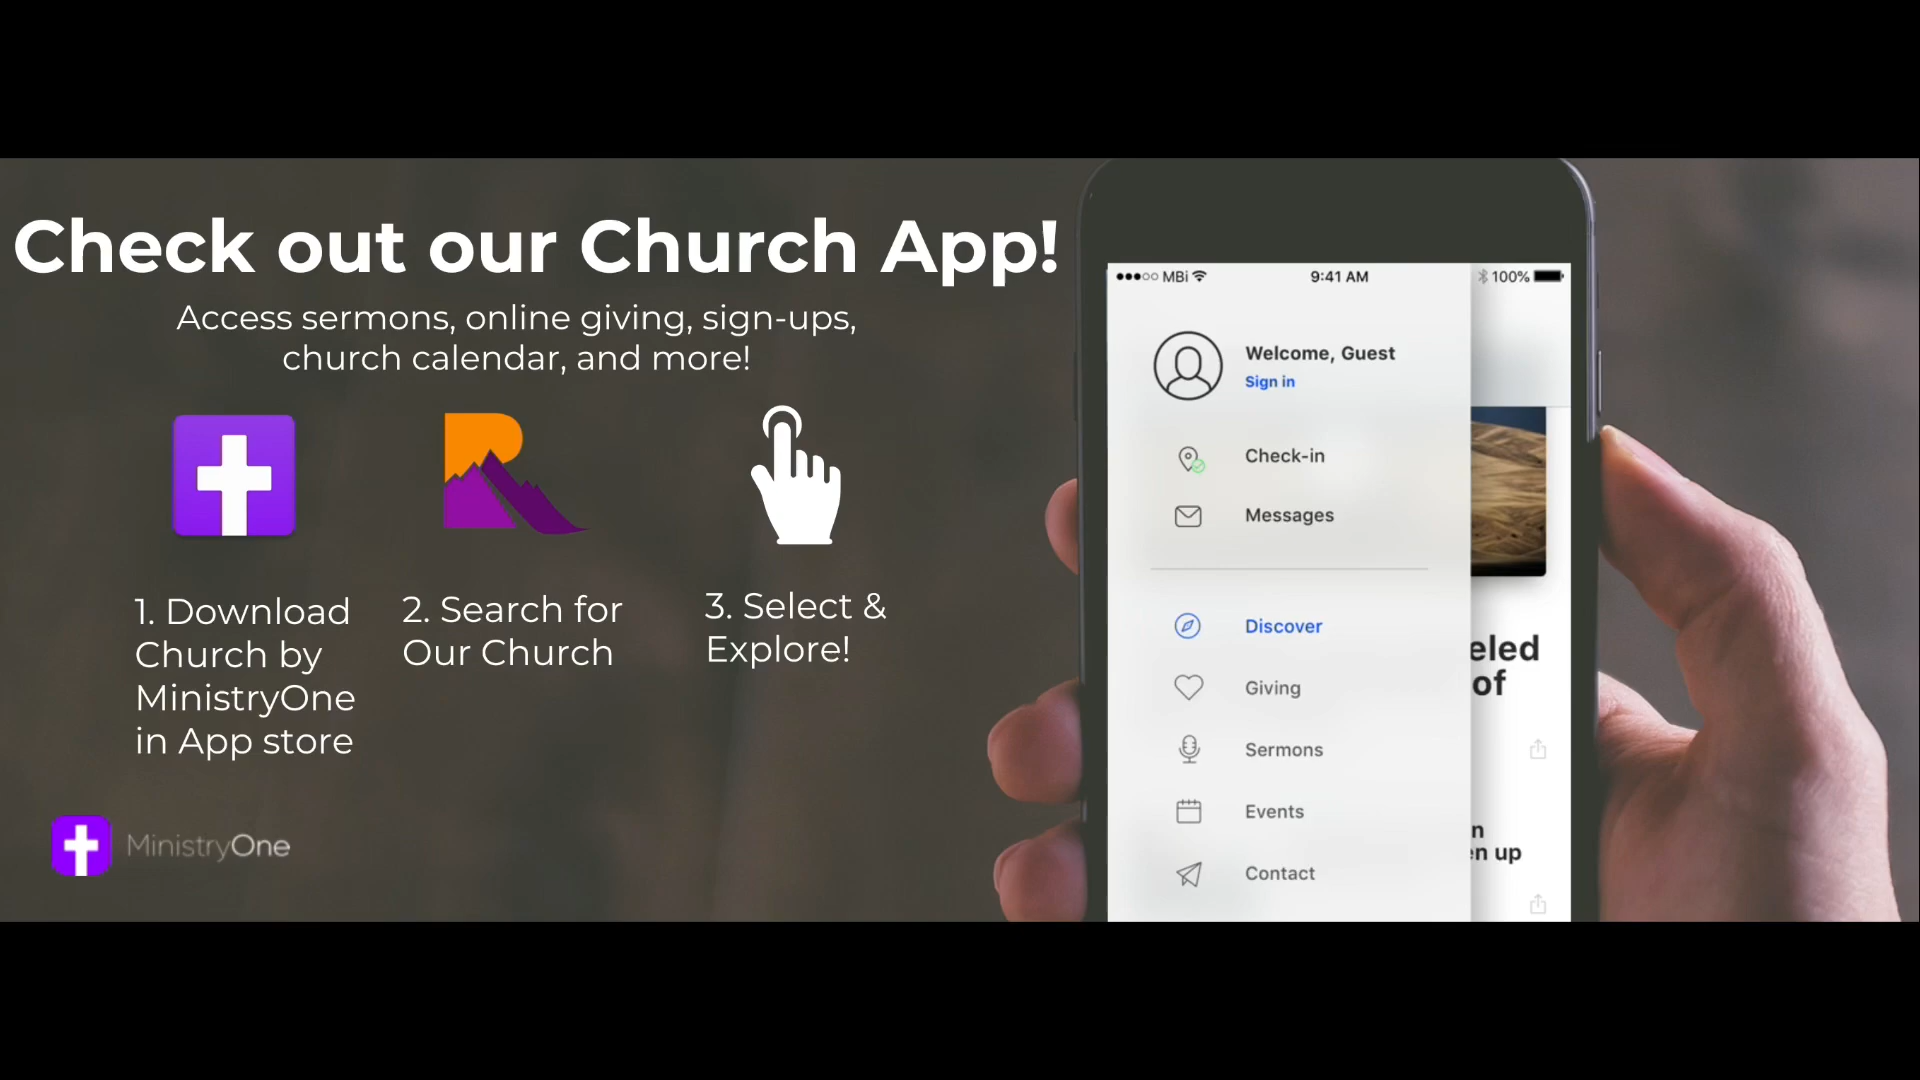 Check out our Church App!
Access sermons, online giving, sign-ups,
church calendar, and more!
1. Download
Church by
MinistryOne
in App store
2. Search for
Our Church
3. Select &
Explore!
MinistryOne
MBi 9:41 AM 100%
Welcome, Guest
Sign in
Check-in
Messages
Discover
Giving
Sermons
Events
Contact
eled
of
n
en up